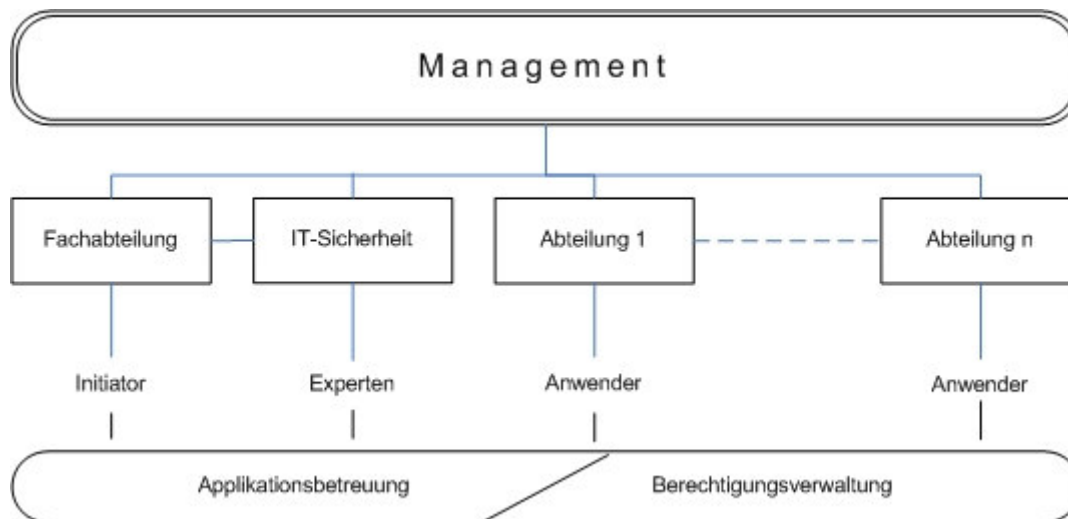 Management
Fachabteilung
IT-Sicherheit
Abteilung 1
Abteilung n
Initiator
Experten
Anwender
Anwender
Applikationsbetreuung
Berechtigungsverwaltung